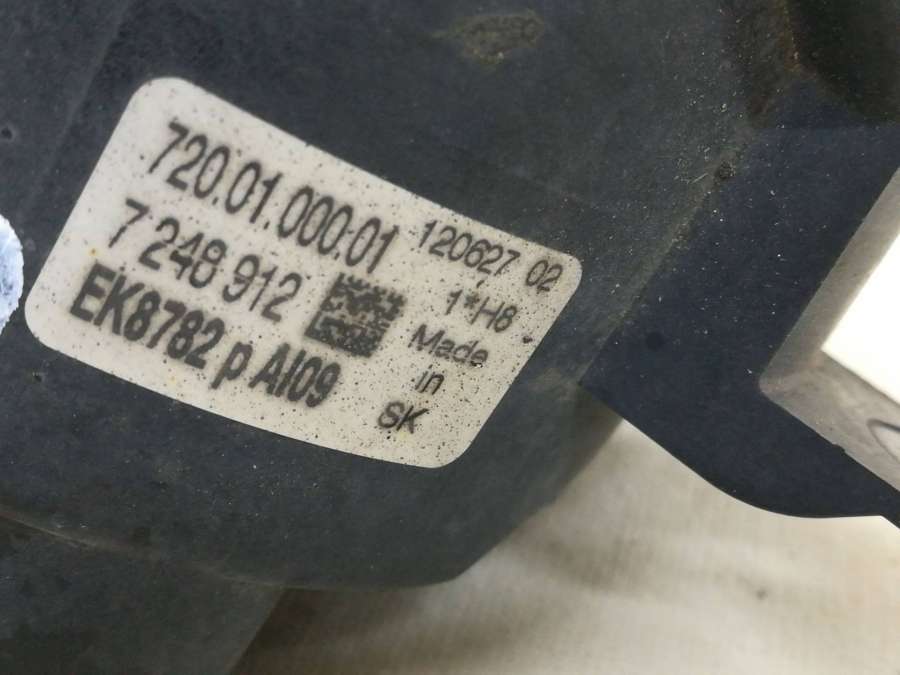 720.01.000.01
7 248 912
EK8782 p AI09
120627 02
1*H8
Made
in
SK